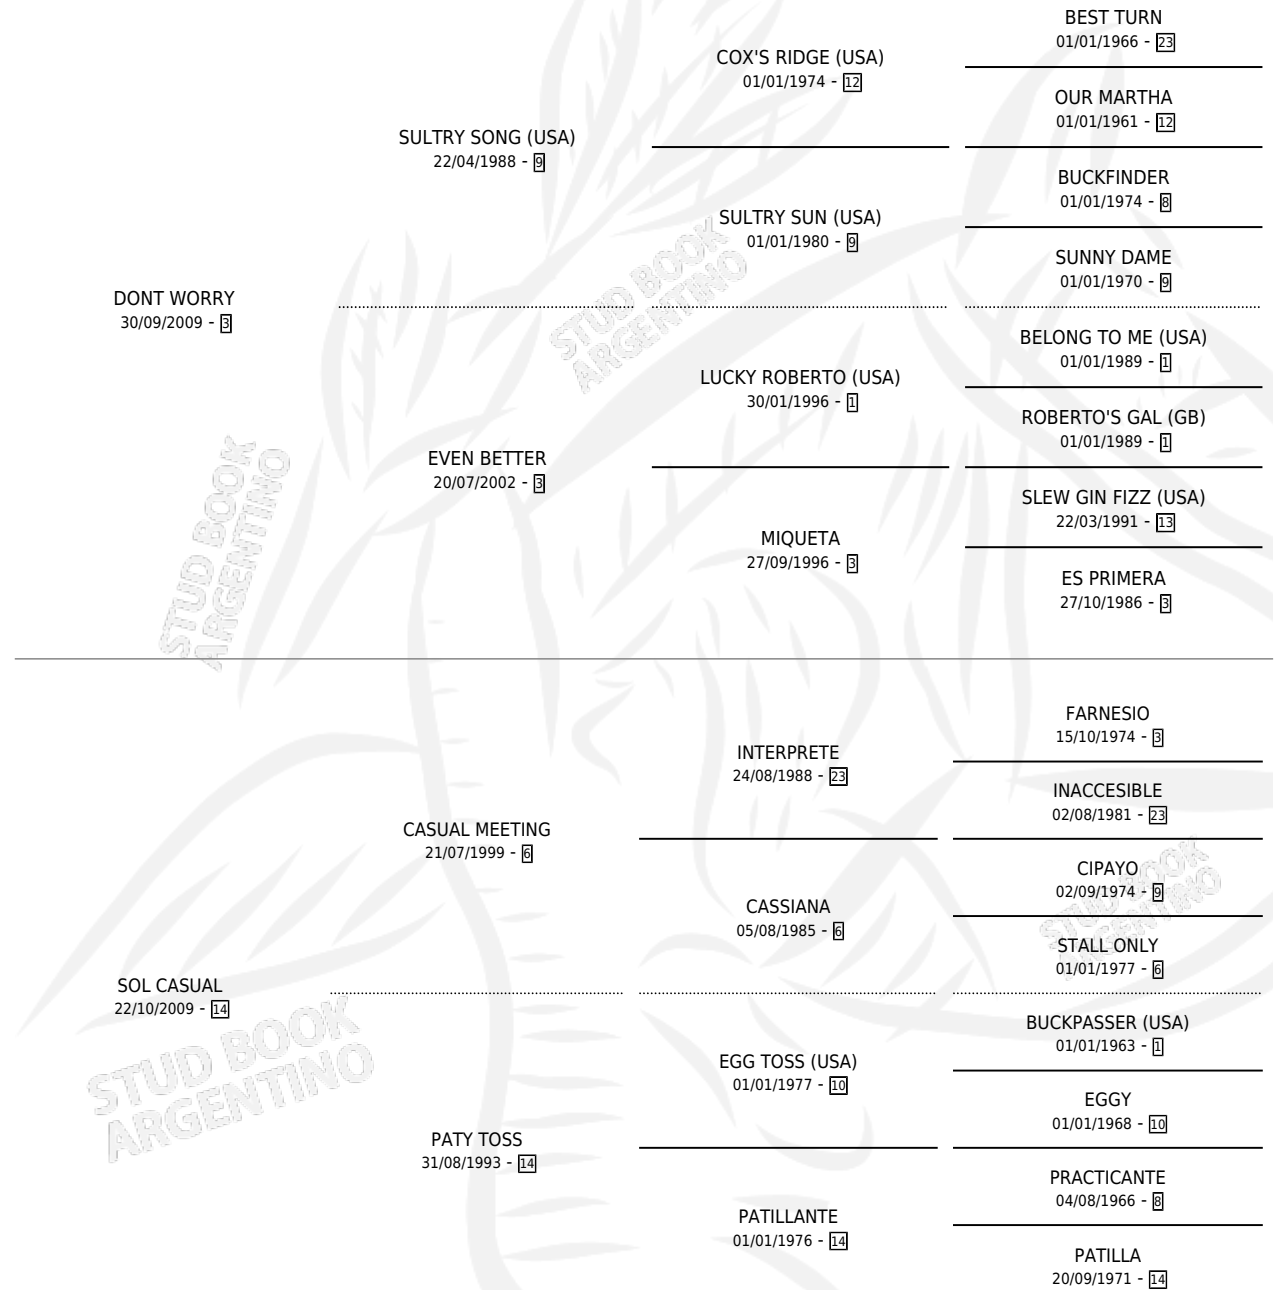 BEST TURN
01/01/1966 - 23
COX'S RIDGE (USA)
01/01/1974 - 12
OUR MARTHA
01/01/1961 - 12
SULTRY SONG (USA)
22/04/1988 - 9
BUCKFINDER
01/01/1974 - 8
SULTRY SUN (USA)
01/01/1980 - 9
SUNNY DAME
01/01/1970 - 9
DONT WORRY
30/09/2009 - 3
BELONG TO ME (USA)
01/01/1989 - 1
LUCKY ROBERTO (USA)
30/01/1996 - 1
ROBERTO'S GAL (GB)
01/01/1989 - 1
EVEN BETTER
20/07/2002 - 3
SLEW GIN FIZZ (USA)
22/03/1991 - 13
MIQUETA
27/09/1996 - 3
ES PRIMERA
27/10/1986 - 3
FARNESIO
15/10/1974 - 3
INTERPRETE
24/08/1988 - 23
INACCESIBLE
02/08/1981 - 23
CASUAL MEETING
21/07/1999 - 6
CIPAYO
02/09/1974 - 9
CASSIANA
05/08/1985 - 6
STALL ONLY
01/01/1977 - 6
SOL CASUAL
22/10/2009 - 14
BUCKPASSER (USA)
01/01/1963 - 1
EGG TOSS (USA)
01/01/1977 - 10
EGGY
01/01/1968 - 10
PATY TOSS
31/08/1993 - 14
PRACTICANTE
04/08/1966 - 8
PATILLANTE
01/01/1976 - 14
PATILLA
20/09/1971 - 14
STUD BOOK
ARGENTINO
STUD BOOK
ARGENTINO
STUD BOOK
ARGENTINO
STUD BOOK
ARGENTINO